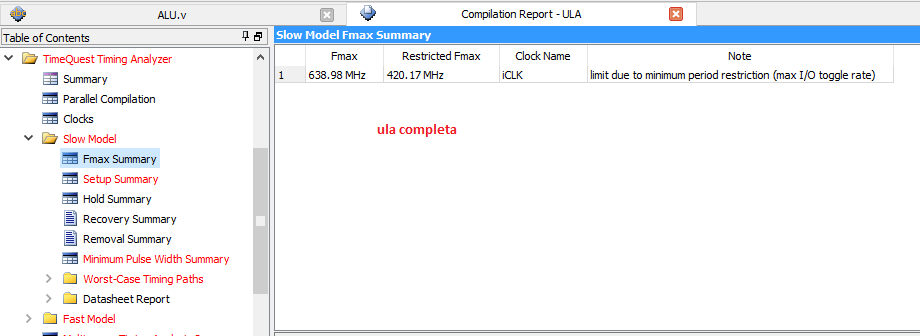 ALU.v
Compilation Report - ULA
Table of Contents
TimeQuest Timing Analyzer
Summary
Parallel Compilation
Clocks
Slow Model
Fmax Summary
Setup Summary
Hold Summary
Recovery Summary
Removal Summary
Minimum Pulse Width Summary
Worst-Case Timing Paths
Datasheet Report
Fast Model
Slow Model Fmax Summary
Fmax Restricted Fmax Clock Name Note
1 638.98 MHz 420.17 MHz iCLK limit due to minimum period restriction (max I/O toggle rate)
ula completa